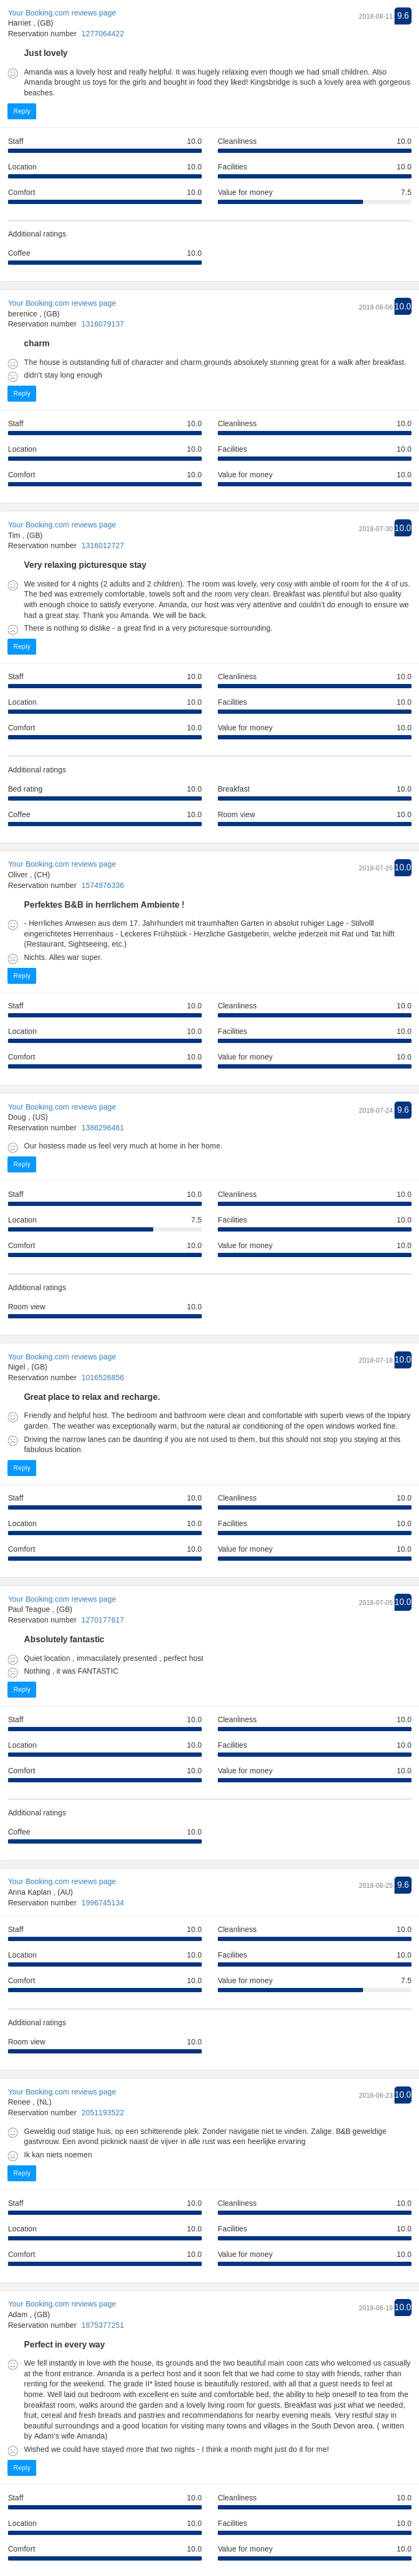 Your Booking.com reviews page
2018-08-11 9.6
Harriet , (GB)
Reservation number 1277064422
Just lovely
Amanda was a lovely host and really helpful. It was hugely relaxing even though we had small children. Also
Amanda brought us toys for the girls and bought in food they liked! Kingsbridge is such a lovely area with gorgeous
beaches.
Reply
Staff 10.0 Cleanliness 10.0
Location 10.0 Facilities 10.0
Comfort 10.0 Value for money 7.5
Additional ratings
Coffee 10.0
Your Booking.com reviews page
2018-08-06 10.0
berenice , (GB)
Reservation number 1316079137
charm
The house is outstanding full of character and charm,grounds absolutely stunning great for a walk after breakfast.
didn't stay long enough
Reply
Staff 10.0 Cleanliness 10.0
Location 10.0 Facilities 10.0
Comfort 10.0 Value for money 10.0
Your Booking.com reviews page
2018-07-30 10.0
Tim , (GB)
Reservation number 1316012727
Very relaxing picturesque stay
We visited for 4 nights (2 adults and 2 children). The room was lovely, very cosy with amble of room for the 4 of us.
The bed was extremely comfortable, towels soft and the room very clean. Breakfast was plentiful but also quality
with enough choice to satisfy everyone. Amanda, our host was very attentive and couldn't do enough to ensure we
had a great stay. Thank you Amanda. We will be back.
There is nothing to dislike - a great find in a very picturesque surrounding.
Reply
Staff 10.0 Cleanliness 10.0
Location 10.0 Facilities 10.0
Comfort 10.0 Value for money 10.0
Additional ratings
Bed rating 10.0 Breakfast 10.0
Coffee 10.0 Room view 10.0
Your Booking.com reviews page
2018-07-26 10.0
Oliver , (CH)
Reservation number 1574976336
Perfektes B&B in herrlichem Ambiente !
- Herrliches Anwesen aus dem 17. Jahrhundert mit traumhaften Garten in absolut ruhiger Lage - Stilvolll
eingerichtetes Herrenhaus - Leckeres Frühstück - Herzliche Gastgeberin, welche jederzeit mit Rat und Tat hilft
(Restaurant, Sightseeing, etc.)
Nichts. Alles war super.
Reply
Staff 10.0 Cleanliness 10.0
Location 10.0 Facilities 10.0
Comfort 10.0 Value for money 10.0
Your Booking.com reviews page
2018-07-24 9.6
Doug , (US)
Reservation number 1386296461
Our hostess made us feel very much at home in her home.
Reply
Staff 10.0 Cleanliness 10.0
Location 7.5 Facilities 10.0
Comfort 10.0 Value for money 10.0
Additional ratings
Room view 10.0
Your Booking.com reviews page
2018-07-18 10.0
Nigel , (GB)
Reservation number 1016526856
Great place to relax and recharge.
Friendly and helpful host. The bedroom and bathroom were clean and comfortable with superb views of the topiary
garden. The weather was exceptionally warm, but the natural air conditioning of the open windows worked fine.
Driving the narrow lanes can be daunting if you are not used to them, but this should not stop you staying at this
fabulous location.
Reply
Staff 10.0 Cleanliness 10.0
Location 10.0 Facilities 10.0
Comfort 10.0 Value for money 10.0
Your Booking.com reviews page
2018-07-05 10.0
Paul Teague , (GB)
Reservation number 1270177617
Absolutely fantastic
Quiet location , immaculately presented , perfect host
Nothing , it was FANTASTIC
Reply
Staff 10.0 Cleanliness 10.0
Location 10.0 Facilities 10.0
Comfort 10.0 Value for money 10.0
Additional ratings
Coffee 10.0
Your Booking.com reviews page
2018-06-25 9.6
Anna Kaplan , (AU)
Reservation number 1996745134
Staff 10.0 Cleanliness 10.0
Location 10.0 Facilities 10.0
Comfort 10.0 Value for money 7.5
Additional ratings
Room view 10.0
Your Booking.com reviews page
2018-06-23 10.0
Renee , (NL)
Reservation number 2051193522
Geweldig oud statige huis, op een schitterende plek. Zonder navigatie niet te vinden. Zalige. B&B geweldige
gastvrouw. Een avond picknick naast de vijver in alle rust was een heerlijke ervaring
Ik kan niets noemen
Reply
Staff 10.0 Cleanliness 10.0
Location 10.0 Facilities 10.0
Comfort 10.0 Value for money 10.0
Your Booking.com reviews page
2018-06-19 10.0
Adam , (GB)
Reservation number 1875377251
Perfect in every way
We fell instantly in love with the house, its grounds and the two beautiful main coon cats who welcomed us casually
at the front entrance. Amanda is a perfect host and it soon felt that we had come to stay with friends, rather than
renting for the weekend. The grade II* listed house is beautifully restored, with all that a guest needs to feel at
home. Well laid out bedroom with excellent en suite and comfortable bed, the ability to help oneself to tea from the
breakfast room, walks around the garden and a lovely living room for guests. Breakfast was just what we needed,
fruit, cereal and fresh breads and pastries and recommendations for nearby evening meals. Very restful stay in
beautiful surroundings and a good location for visiting many towns and villages in the South Devon area. ( written
by Adam's wife Amanda)
Wished we could have stayed more that two nights - I think a month might just do it for me!
Reply
Staff 10.0 Cleanliness 10.0
Location 10.0 Facilities 10.0
Comfort 10.0 Value for money 10.0